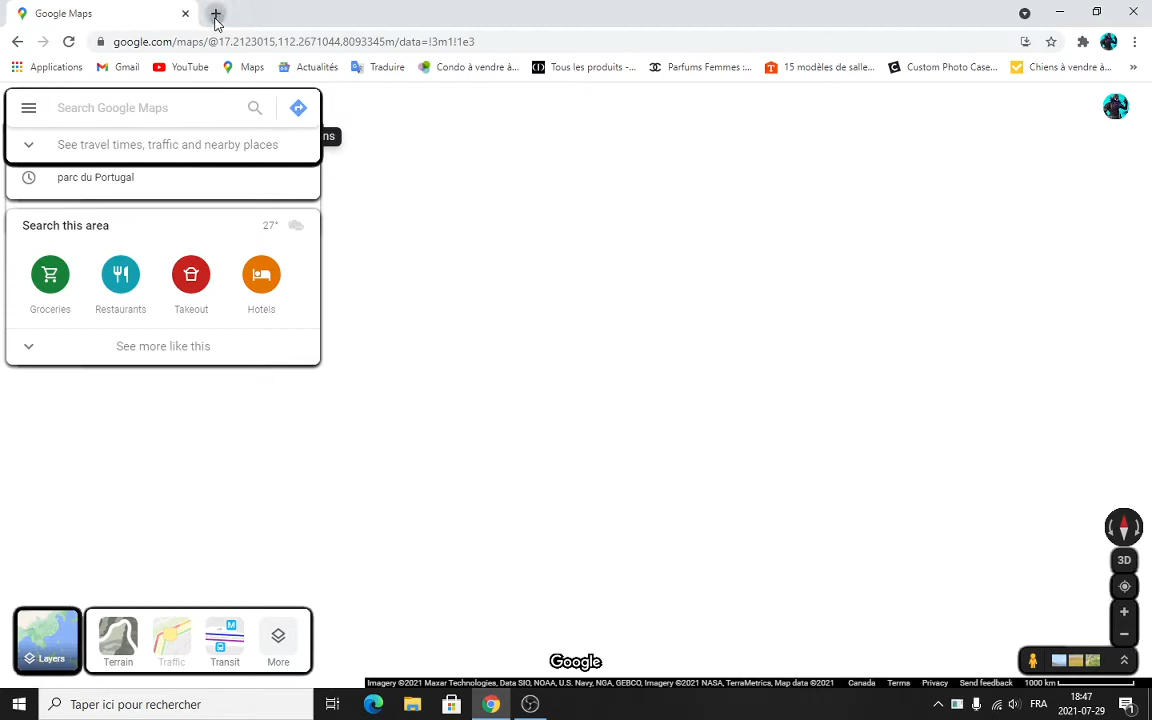 Google Maps
google.com/maps/@17.2123015,112.2671044,8093345m/data=!3m1!1e3
Applications Gmail YouTube Maps Actualités Traduire Condo à vendre à... Tous les produits -... Parfums Femmes :... 15 modèles de salle... Custom Photo Case... Chiens à vendre à... »
Search Google Maps
ns
See travel times, traffic and nearby places
parc du Portugal
Search this area 27°
Groceries Restaurants Takeout Hotels
See more like this
3D
Layers Terrain Traffic Transit More
Google
Imagery ©2021 Maxar Technologies, Data SIO, NOAA, U.S. Navy, NGA, GEBCO, Imagery ©2021 NASA, TerraMetrics, Map data ©2021 Canada Terms Privacy Send feedback 1000 km
Taper ici pour rechercher
FRA
18:47
2021-07-29
1